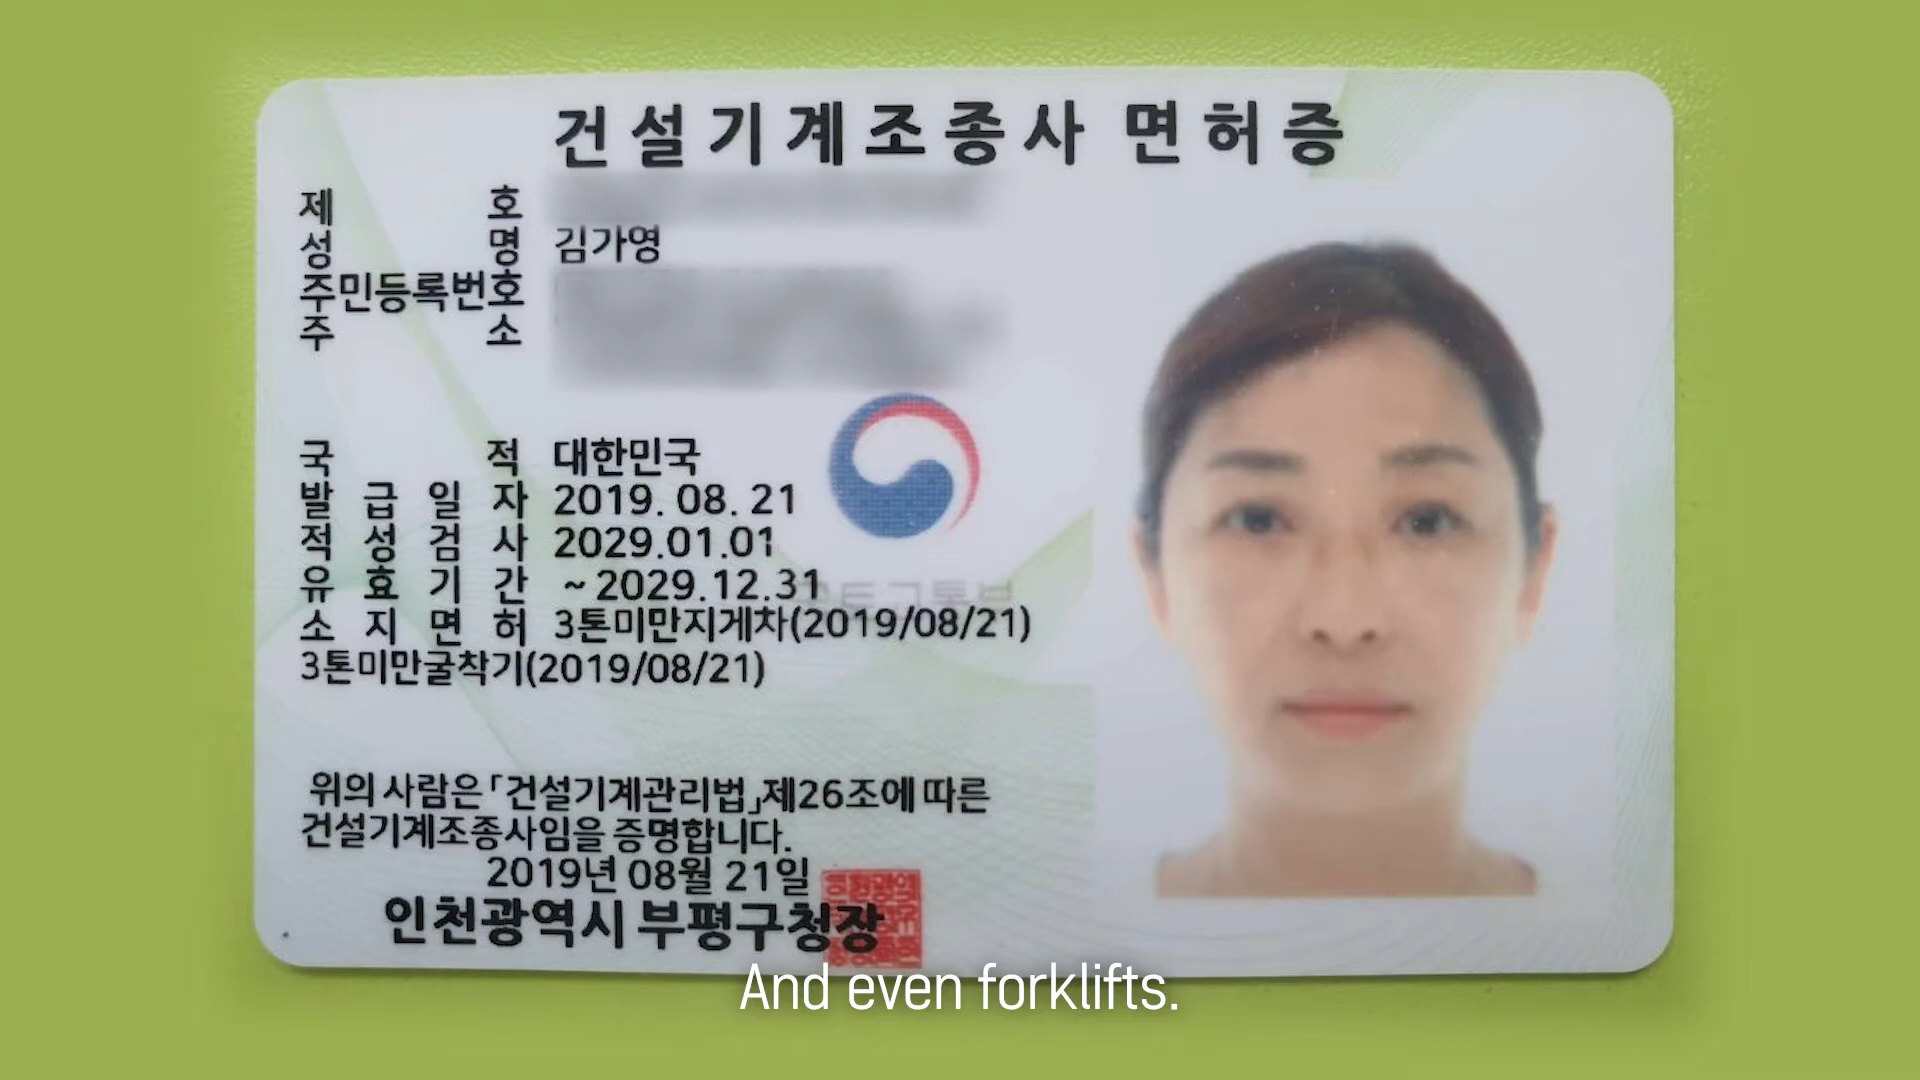 건설기계조종사 면허증
제 호
성 명 김가영
주민등록번호
주 소
국 적 대한민국
발 급 일 자 2019. 08. 21
적 성 검 사 2029.01.01
유 효 기 간 ~2029.12.31
소 지 면 허 3톤미만지게차(2019/08/21)
3톤미만굴착기(2019/08/21)
위의 사람은「건설기계관리법」제26조에 따른
건설기계조종사임을 증명합니다.
2019년 08월 21일
인천광역시 부평구청장
And even forklifts.